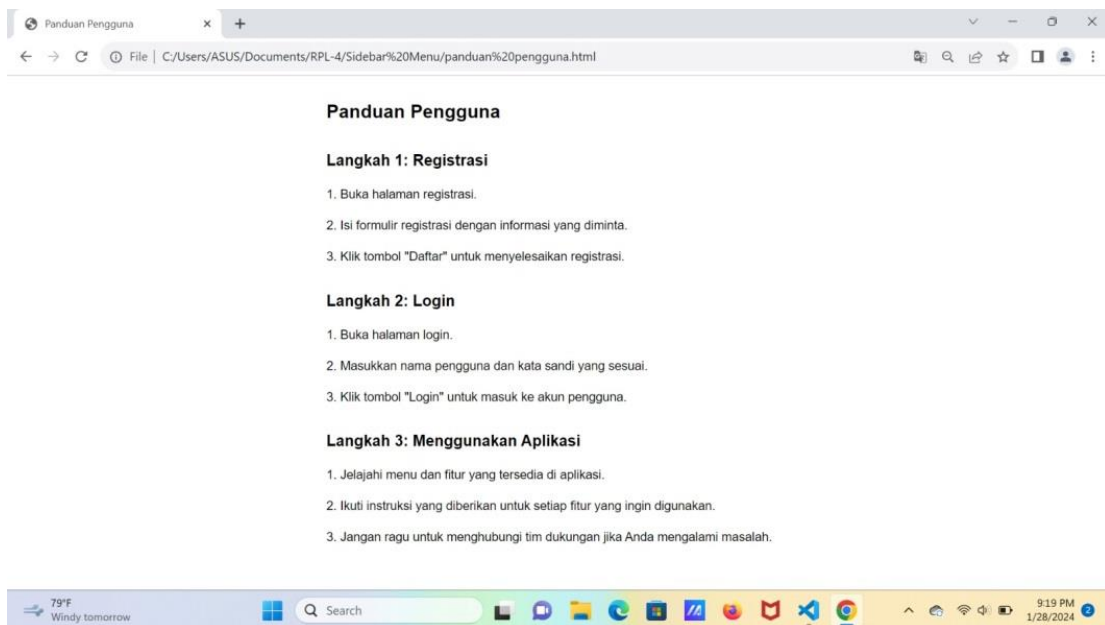 Panduan Pengguna
File | C:/Users/ASUS/Documents/RPL-4/Sidebar%20Menu/panduan%20pengguna.html
Panduan Pengguna
Langkah 1: Registrasi
1. Buka halaman registrasi.
2. Isi formulir registrasi dengan informasi yang diminta.
3. Klik tombol "Daftar" untuk menyelesaikan registrasi.
Langkah 2: Login
1. Buka halaman login.
2. Masukkan nama pengguna dan kata sandi yang sesuai.
3. Klik tombol "Login" untuk masuk ke akun pengguna.
Langkah 3: Menggunakan Aplikasi
1. Jelajahi menu dan fitur yang tersedia di aplikasi.
2. Ikuti instruksi yang diberikan untuk setiap fitur yang ingin digunakan.
3. Jangan ragu untuk menghubungi tim dukungan jika Anda mengalami masalah.
79°F
Windy tomorrow
Search
9:19 PM
1/28/2024
2